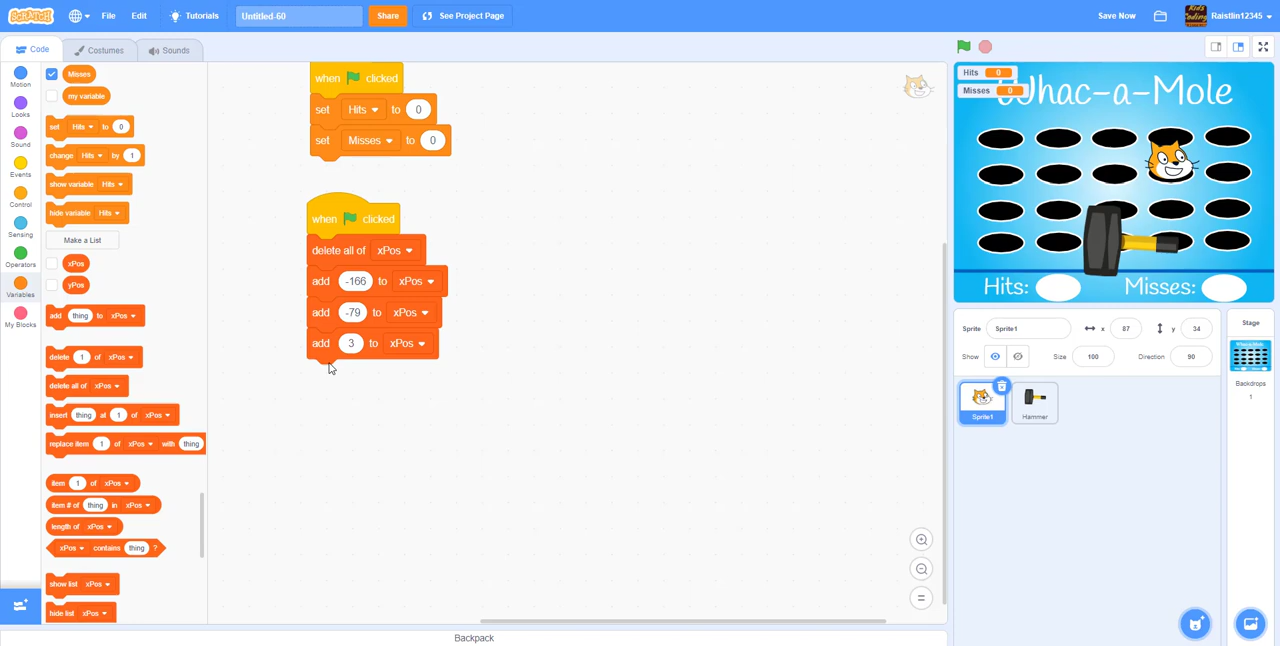 SCRATCH File Edit Tutorials Untitled-60 Share See Project Page Save Now Raistlin12345
Code Costumes Sounds
Motion
Looks
Sound
Events
Control
Sensing
Operators
Variables
My Blocks
Misses
my variable
set Hits to 0
change Hits by 1
show variable Hits
hide variable Hits
Make a List
xPos
yPos
add thing to xPos
delete 1 of xPos
delete all of xPos
insert thing at 1 of xPos
replace item 1 of xPos with thing
item 1 of xPos
item # of thing in xPos
length of xPos
xPos contains thing ?
show list xPos
hide list xPos
when clicked
set Hits to 0
set Misses to 0
when clicked
delete all of xPos
add -166 to xPos
add -79 to xPos
add 3 to xPos
Backpack
Hits 0
Misses 0
Whac-a-Mole
Hits: Misses:
Sprite Sprite1 x 87 y 34
Show Size 100 Direction 90
Sprite1
Hammer
Stage
Backdrops
1